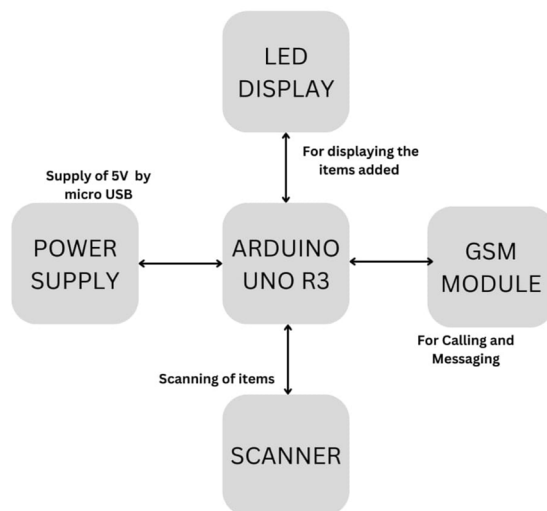 LED
DISPLAY
For displaying the
items added
Supply of 5V by
micro USB
POWER
SUPPLY
ARDUINO
UNO R3
GSM
MODULE
For Calling and
Messaging
Scanning of items
SCANNER